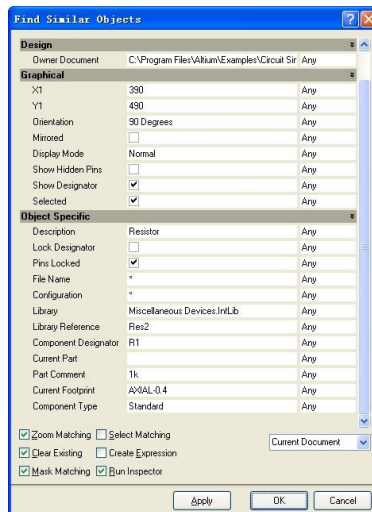 Find Similar Objects
Design
Owner Document C:\Program Files\Altium\Examples\Circuit Sir Any
Graphical
X1 390 Any
Y1 490 Any
Orientation 90 Degrees Any
Mirrored Any
Display Mode Normal Any
Show Hidden Pins Any
Show Designator Any
Selected Any
Object Specific
Description Resistor Any
Lock Designator Any
Pins Locked Any
File Name * Any
Configuration * Any
Library Miscellaneous Devices.IntLib Any
Library Reference Res2 Any
Component Designator R1 Any
Current Part Any
Part Comment 1k Any
Current Footprint AXIAL-0.4 Any
Component Type Standard Any
Zoom Matching Select Matching
Current Document
Clear Existing Create Expression
Mask Matching Run Inspector
Apply OK Cancel